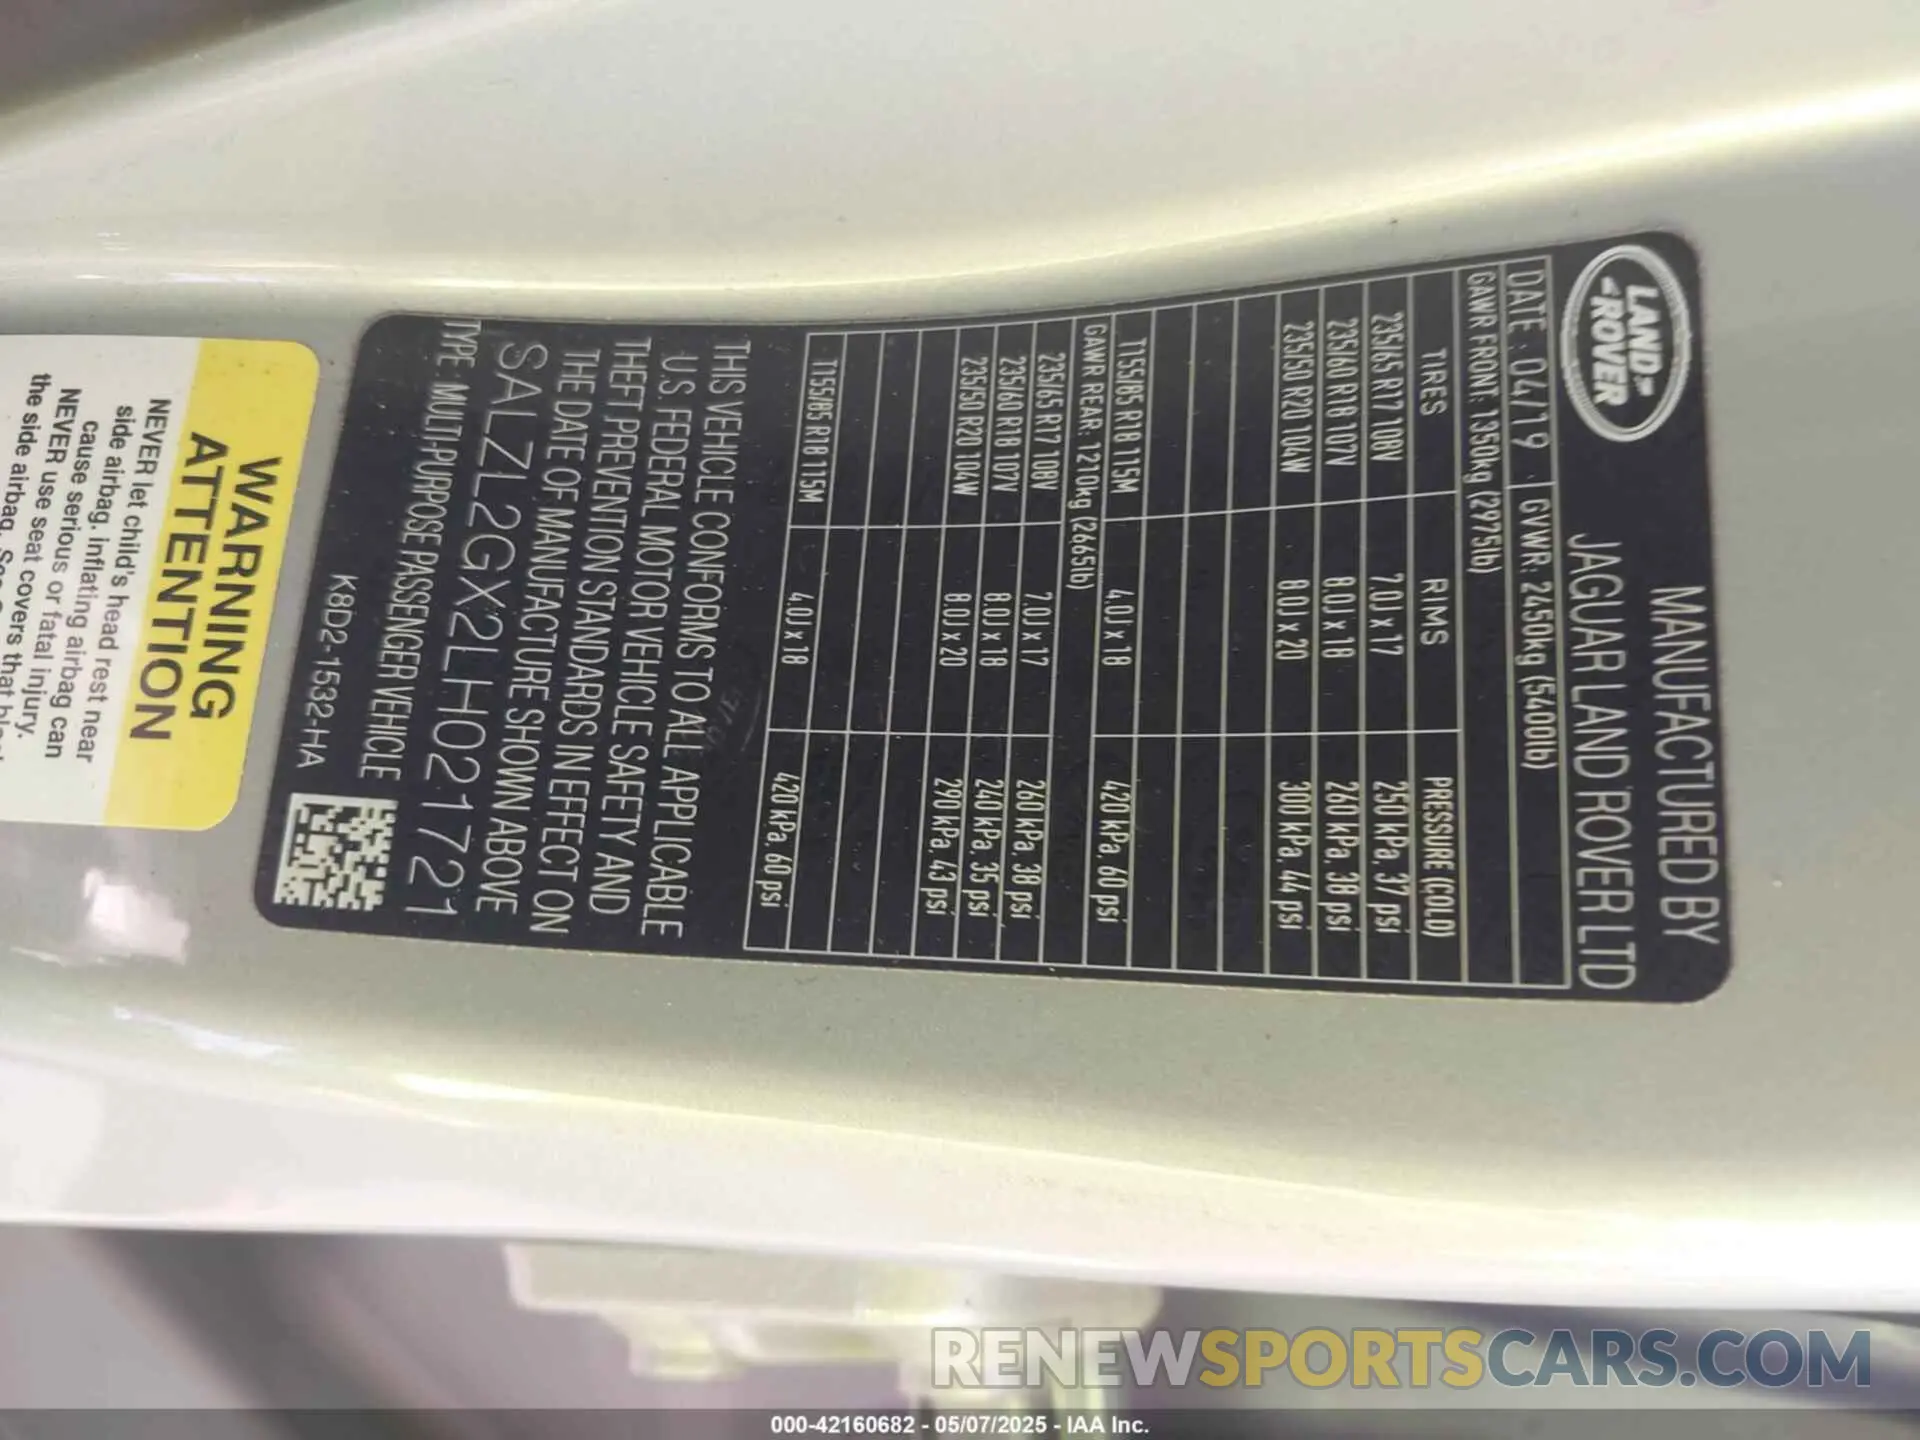 LAND
ROVER
MANUFACTURED BY
JAGUAR LAND ROVER LTD
DATE: 04/19 GVWR: 2450kg (5400lb)
GAWR FRONT: 1350kg (2975lb)
TIRES RIMS PRESSURE (COLD)
235/65 R17 108V 7.0J x 17 250 kPa, 37 psi
235/60 R18 107V 8.0J x 18 260 kPa, 38 psi
235/50 R20 104W 8.0J x 20 300 kPa, 44 psi
T155/85 R18 115M 4.0J x 18 420 kPa, 60 psi
GAWR REAR: 1210kg (2665lb)
235/65 R17 108V 7.0J x 17 260 kPa, 38 psi
235/60 R18 107V 8.0J x 18 240 kPa, 35 psi
235/50 R20 104W 8.0J x 20 290 kPa, 43 psi
T155/85 R18 115M 4.0J x 18 420 kPa, 60 psi
THIS VEHICLE CONFORMS TO ALL APPLICABLE
U.S. FEDERAL MOTOR VEHICLE SAFETY AND
THEFT PREVENTION STANDARDS IN EFFECT ON
THE DATE OF MANUFACTURE SHOWN ABOVE
SALZL2GX2LH021721
TYPE: MULTI-PURPOSE PASSENGER VEHICLE
K8D2-1532-HA
WARNING
ATTENTION
NEVER let child's head rest near
side airbag. inflating airbag can
cause serious or fatal injury.
NEVER use seat covers that
the side airbag. See
RENEWSPORTSCARS.COM
000-42160682 - 05/07/2025 - IAA Inc.